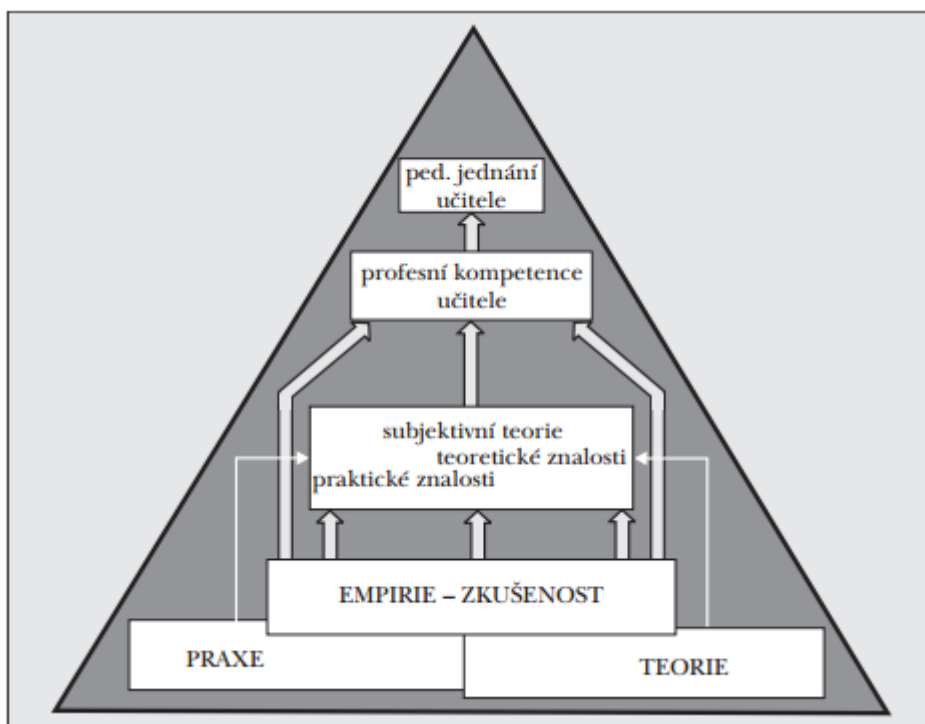 ped. jednání
učitele
profesní kompetence
učitele
subjektivní teorie
teoretické znalosti
praktické znalosti
EMPIRIE – ZKUŠENOST
PRAXE
TEORIE